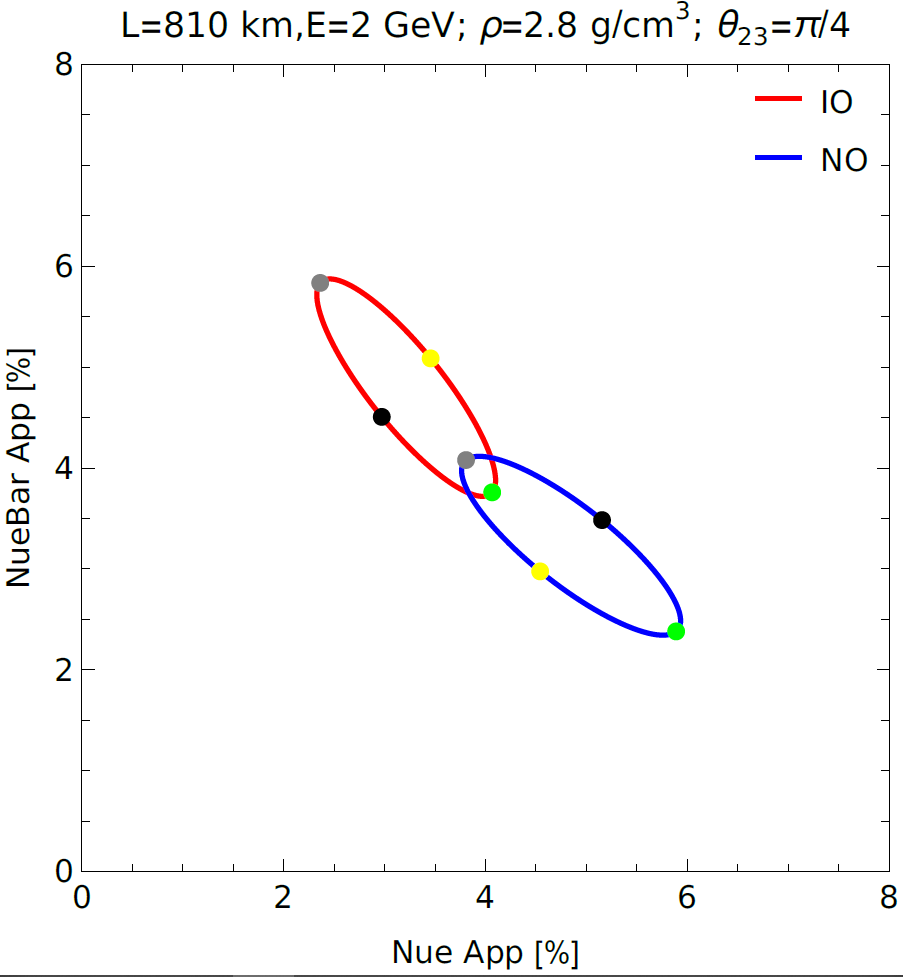 L=810 km,E=2 GeV; ρ=2.8 g/cm³; θ₂₃=π/4
8
IO
NO
6
4
2
0
NueBar App [%]
0 2 4 6 8
Nue App [%]